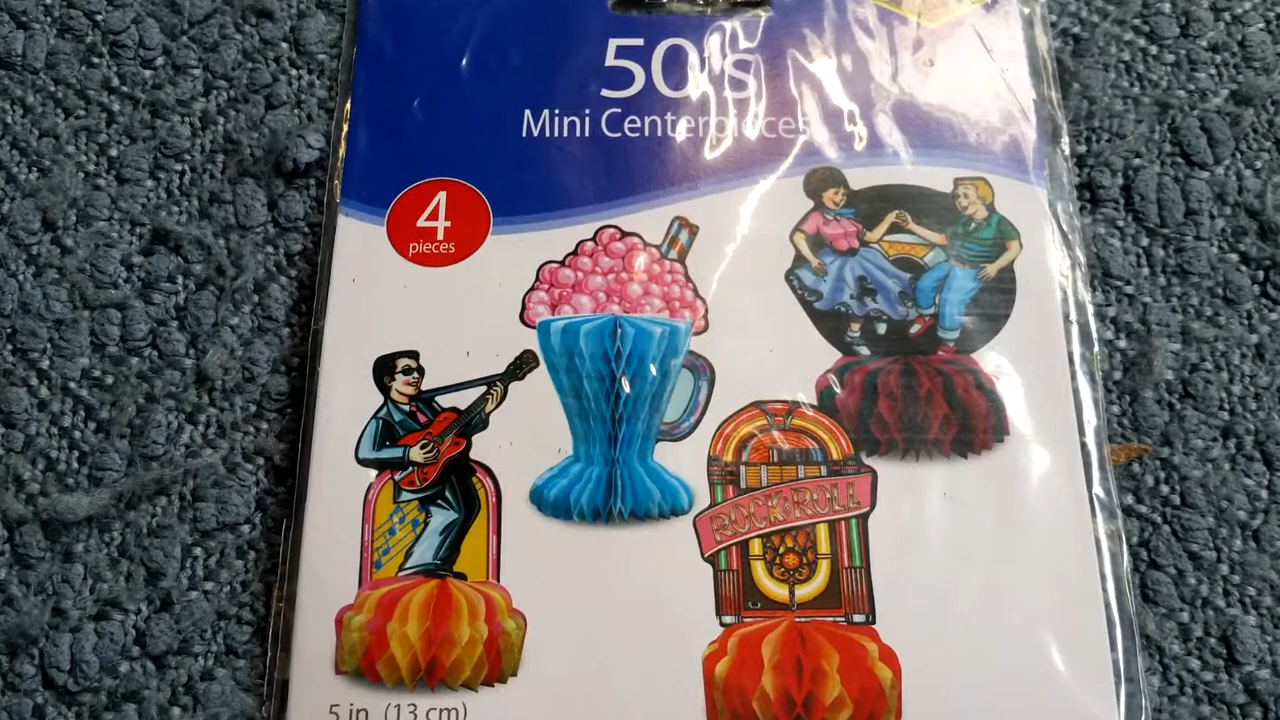 50's
Mini Centerpieces
4
pieces
ROCK & ROLL
5 in. (13 cm)